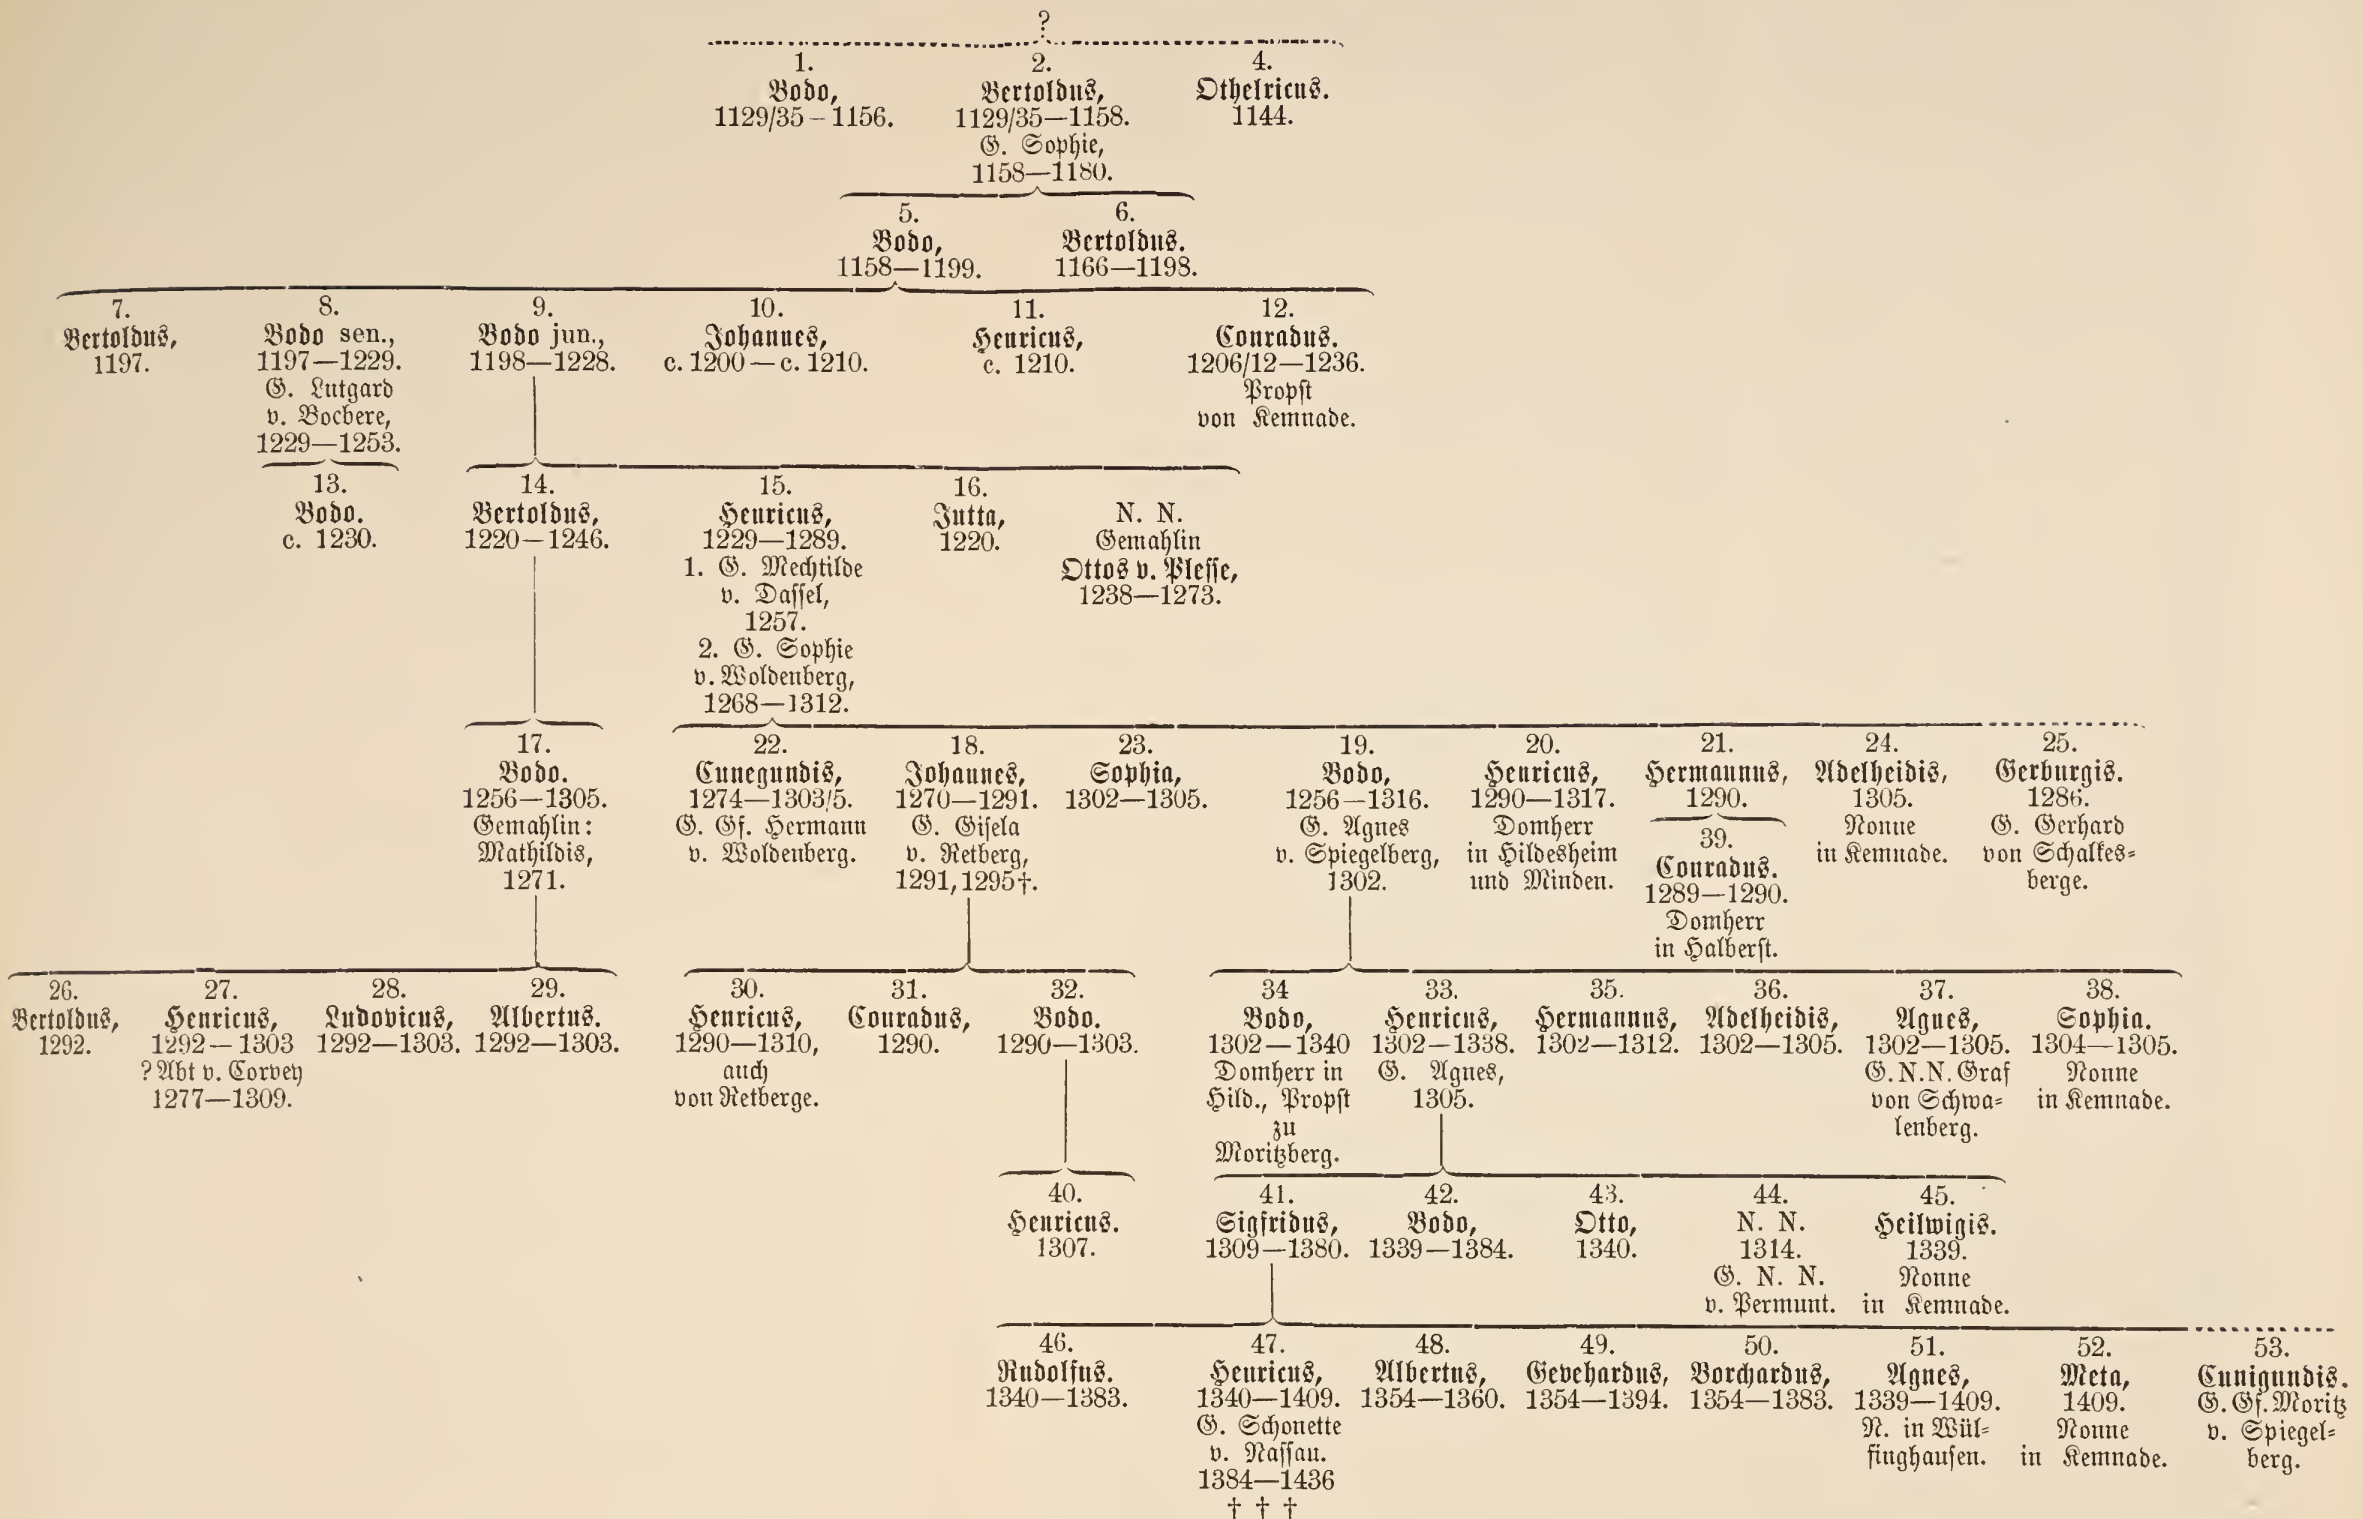 ?
1.
Bodo,
1129/35–1156.
2.
Bertoldus,
1129/35—1158.
G. Sophie,
1158—1180.
4.
Othelricus.
1144.
5.
Bodo,
1158—1199.
6.
Bertoldus.
1166—1198.
7.
Bertoldus,
1197.
8.
Bodo sen.,
1197—1229.
G. Lutgard
v. Bocbere,
1229—1253.
9.
Bodo jun.,
1198—1228.
10.
Johannes,
c. 1200 — c. 1210.
11.
Henricus,
c. 1210.
12.
Conradus.
1206/12—1236.
Propst
von Kemnade.
13.
Bodo.
c. 1230.
14.
Bertoldus,
1220—1246.
15.
Henricus,
1229—1289.
1. G. Mechtilde
v. Dassel,
1257.
2. G. Sophie
v. Woldenberg,
1268—1312.
16.
Jutta,
1220.
N. N.
Gemahlin
Ottos v. Plesse,
1238—1273.
17.
Bodo.
1256—1305.
Gemahlin:
Mathildis,
1271.
22.
Cunegundis,
1274—1303/5.
G. Gf. Hermann
v. Woldenberg.
18.
Johannes,
1270—1291.
G. Gisela
v. Retberg,
1291, 1295†.
23.
Sophia,
1302—1305.
19.
Bodo,
1256—1316.
G. Agnes
v. Spiegelberg,
1302.
20.
Henricus,
1290—1317.
Domherr
in Hildesheim
und Minden.
21.
Hermannus,
1290.
39.
Conradus.
1289—1290.
Domherr
in Halberst.
24.
Adelheidis,
1305.
Nonne
in Kemnade.
25.
Gerburgis.
1286.
G. Gerhard
von Schalkes-
berge.
26.
Bertoldus,
1292.
27.
Henricus,
1292—1303
? Abt v. Corvey
1277—1309.
28.
Ludovicus,
1292—1303.
29.
Albertus.
1292—1303.
30.
Henricus,
1290—1310,
auch
von Retberge.
31.
Conradus,
1290.
32.
Bodo.
1290—1303.
34
Bodo,
1302—1340
Domherr in
Hild., Propst
zu
Moritzberg.
33.
Henricus,
1302—1338.
G. Agnes,
1305.
35.
Hermannus,
1302—1312.
36.
Adelheidis,
1302—1305.
37.
Agnes,
1302—1305.
G. N. N. Graf
von Schwa-
lenberg.
38.
Sophia.
1304—1305.
Nonne
in Kemnade.
40.
Henricus.
1307.
41.
Sigfridus,
1309—1380.
42.
Bodo,
1339—1384.
43.
Otto,
1340.
44.
N. N.
1314.
G. N. N.
v. Permunt.
45.
Heilwigis.
1339.
Nonne
in Kemnade.
46.
Rudolfus.
1340—1383.
47.
Henricus,
1340—1409.
G. Schonette
v. Nassau.
1384—1436
† † †
48.
Albertus,
1354—1360.
49.
Gevehardus,
1354—1394.
50.
Borchardus,
1354—1383.
51.
Agnes,
1339—1409.
N. in Wül-
finghausen.
52.
Meta,
1409.
Nonne
in Kemnade.
53.
Cunigundis.
G. Gf. Moritz
v. Spiegel-
berg.